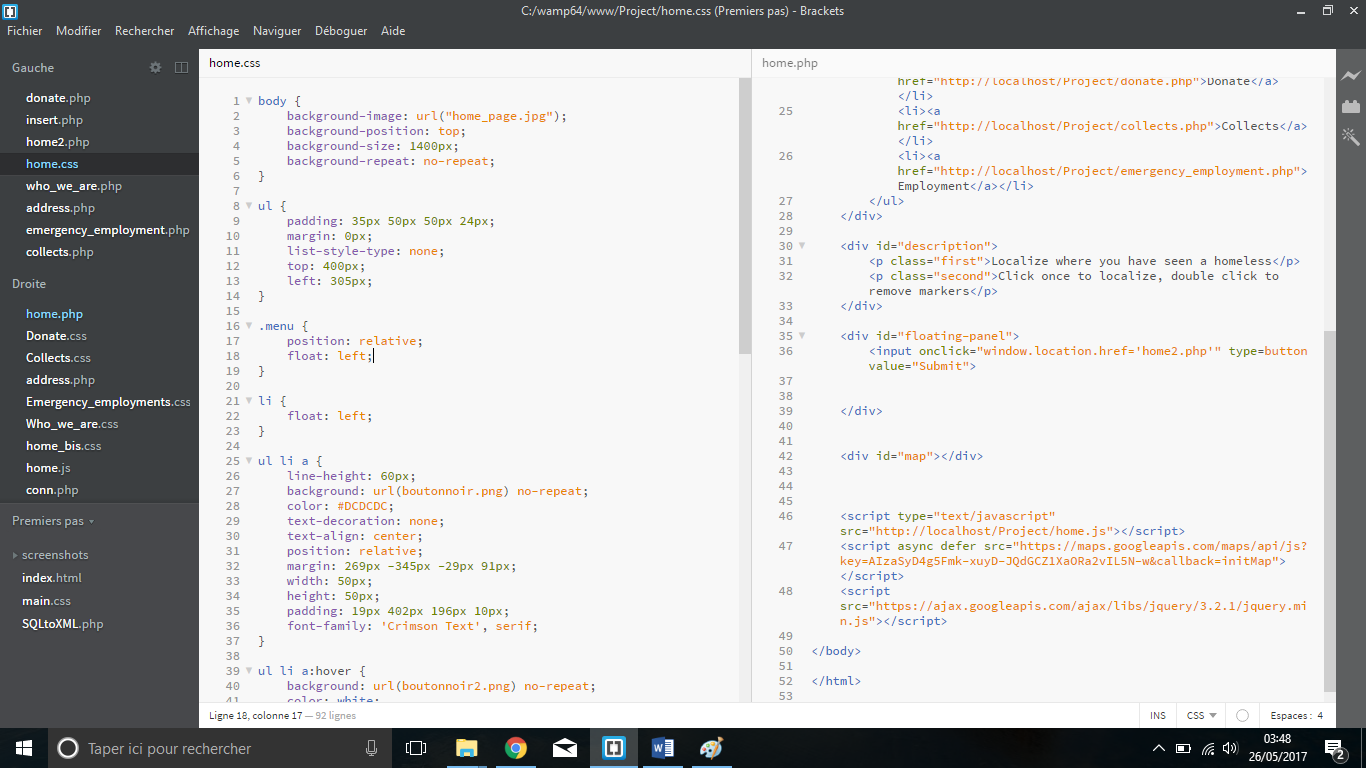 C:/wamp64/www/Project/home.css (Premiers pas) - Brackets
Fichier Modifier Rechercher Affichage Naviguer Déboguer Aide
Gauche
donate.php
insert.php
home2.php
home.css
who_we_are.php
address.php
emergency_employment.php
collects.php
Droite
home.php
Donate.css
Collects.css
address.php
Emergency_employments.css
Who_we_are.css
home_bis.css
home.js
conn.php
Premiers pas
screenshots
index.html
main.css
SQLtoXML.php
home.css
1 body {
2 background-image: url("home_page.jpg");
3 background-position: top;
4 background-size: 1400px;
5 background-repeat: no-repeat;
6 }
7
8 ul {
9 padding: 35px 50px 50px 24px;
10 margin: 0px;
11 list-style-type: none;
12 top: 400px;
13 left: 305px;
14 }
15
16 .menu {
17 position: relative;
18 float: left;
19 }
20
21 li {
22 float: left;
23 }
24
25 ul li a {
26 line-height: 60px;
27 background: url(boutonnoir.png) no-repeat;
28 color: #DCDCDC;
29 text-decoration: none;
30 text-align: center;
31 position: relative;
32 margin: 269px -345px -29px 91px;
33 width: 50px;
34 height: 50px;
35 padding: 19px 402px 196px 10px;
36 font-family: 'Crimson Text', serif;
37 }
38
39 ul li a:hover {
40 background: url(boutonnoir2.png) no-repeat;
41 color: white;
home.php
href="http://localhost/Project/donate.php">Donate</a>
</li>
25 <li><a
href="http://localhost/Project/collects.php">Collects</a>
</li>
26 <li><a
href="http://localhost/Project/emergency_employment.php">
Employment</a></li>
27 </ul>
28 </div>
29
30 <div id="description">
31 <p class="first">Localize where you have seen a homeless</p>
32 <p class="second">Click once to localize, double click to
remove markers</p>
33 </div>
34
35 <div id="floating-panel">
36 <input onclick="window.location.href='home2.php'" type=button
value="Submit">
37
38
39 </div>
40
41
42 <div id="map"></div>
43
44
45
46 <script type="text/javascript"
src="http://localhost/Project/home.js"></script>
47 <script async defer src="https://maps.googleapis.com/maps/api/js?
key=AIzaSyD4g5Fmk-xuyD-JQdGCZ1XaORa2vIL5N-w&callback=initMap">
</script>
48 <script
src="https://ajax.googleapis.com/ajax/libs/jquery/3.2.1/jquery.mi
n.js"></script>
49
50 </body>
51
52 </html>
53
Ligne 18, colonne 17 — 92 lignes
INS CSS Espaces : 4
Taper ici pour rechercher
03:48
26/05/2017
2